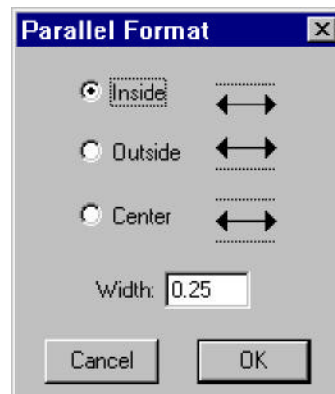 Parallel Format
Inside
Outside
Center
Width: 0.25
Cancel OK